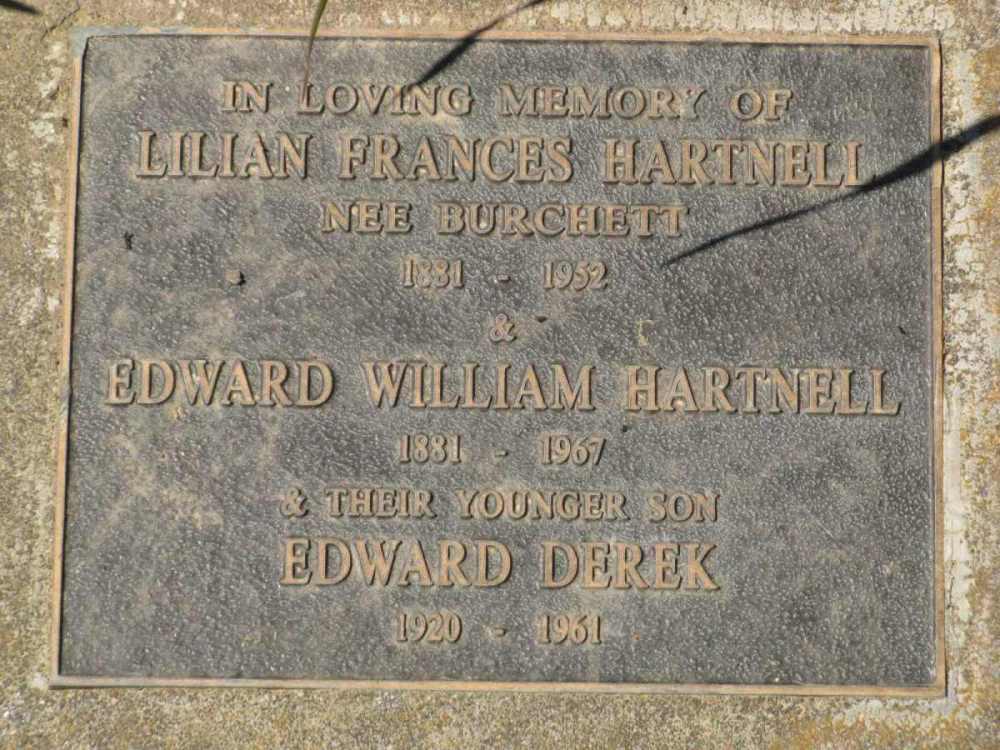 IN LOVING MEMORY OF
LILIAN FRANCES HARTNELL
NEE BURCHETT
1881 - 1952
&
EDWARD WILLIAM HARTNELL
1881 - 1967
& THEIR YOUNGER SON
EDWARD DEREK
1920 - 1961